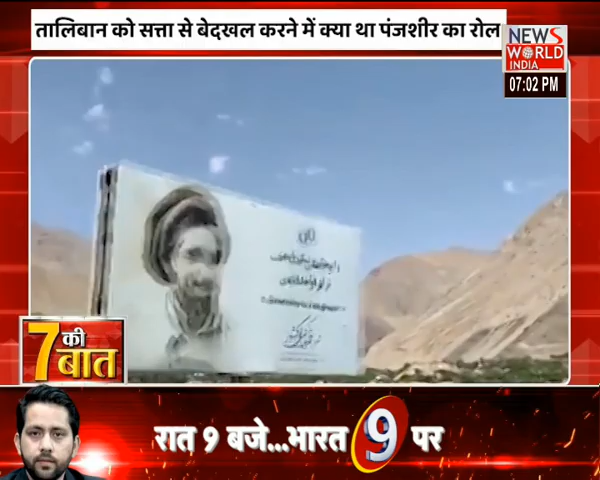 तालिबान को सत्ता से बेदखल करने में क्या था पंजशीर का रोल
NEWS
WORLD
INDIA
07:02 PM
7 की
बात
रात 9 बजे...भारत 9 पर